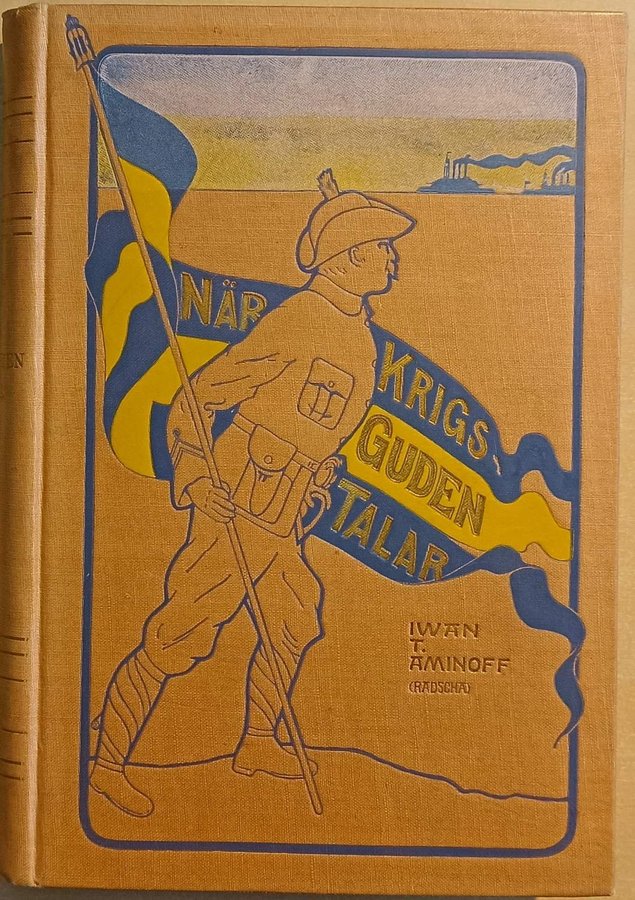 NÄR
KRIGS-
GUDEN
TALAR
IWAN
T.
AMINOFF
(RADSCHA)